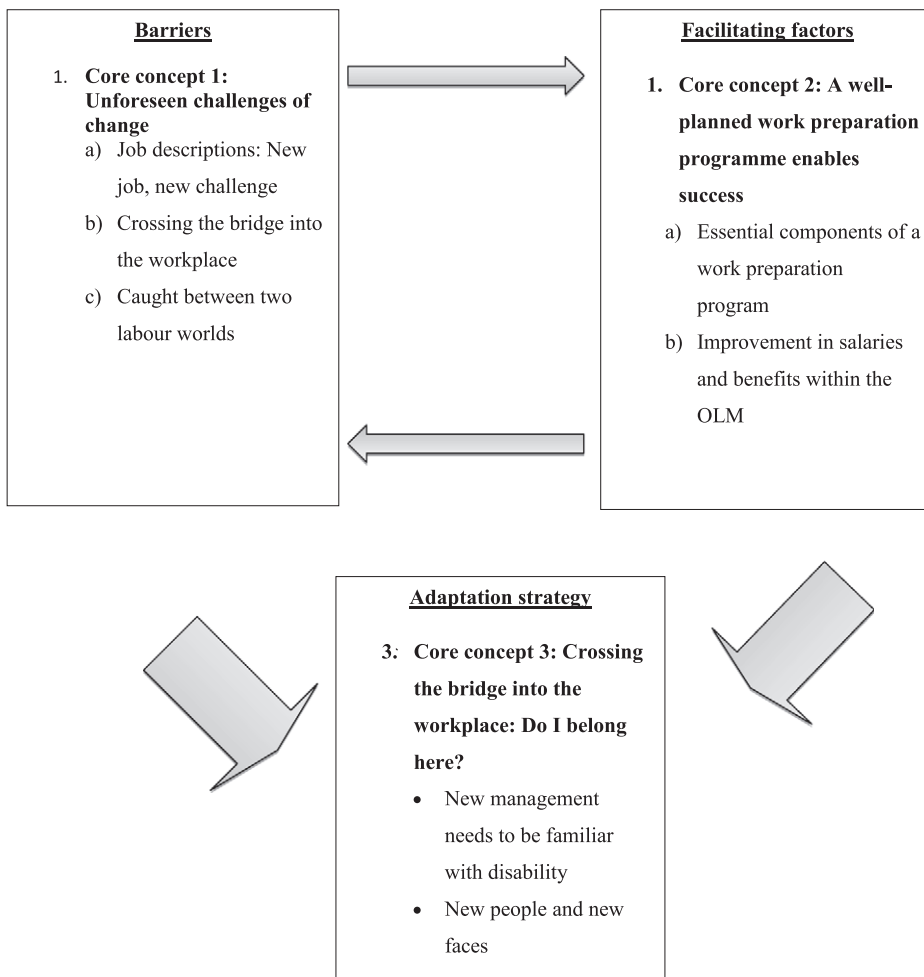 Barriers
1. Core concept 1:
Unforeseen challenges of
change
a) Job descriptions: New
job, new challenge
b) Crossing the bridge into
the workplace
c) Caught between two
labour worlds
Facilitating factors
1. Core concept 2: A well-
planned work preparation
programme enables
success
a) Essential components of a
work preparation
program
b) Improvement in salaries
and benefits within the
OLM
Adaptation strategy
3. Core concept 3: Crossing
the bridge into the
workplace: Do I belong
here?
• New management
needs to be familiar
with disability
• New people and new
faces